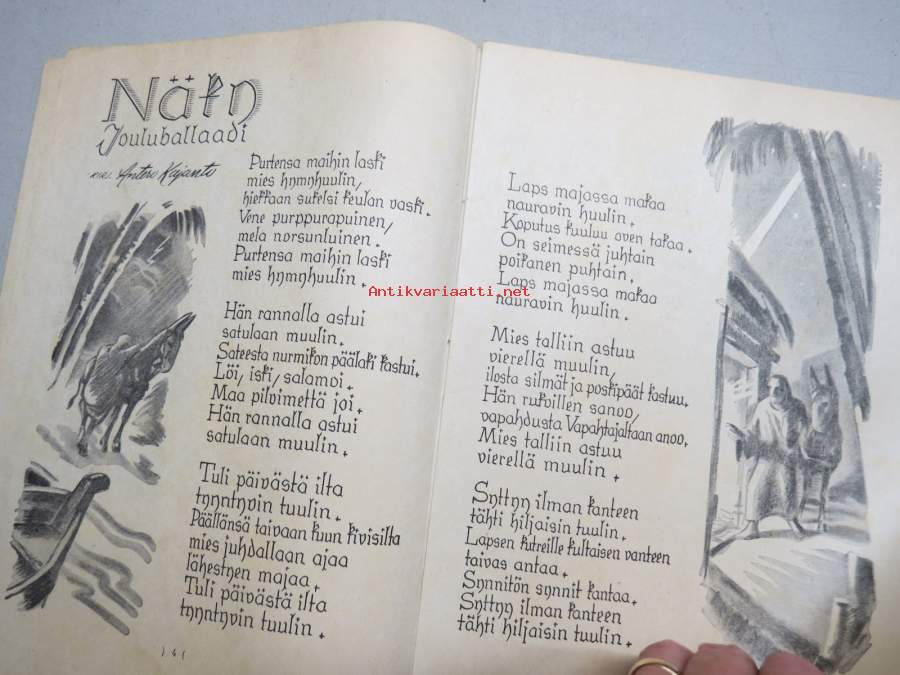 Näky
Jouluballaadi
kirj. Antero Kajanto
Purtensa maihin laski
mies hymyhuulin,
hiekkaan sukelsi keulan vaski.
Vene purppurapuinen,
mela norsunluinen.
Purtensa maihin laski
mies hymyhuulin.
Hän rannalla astui
satulaan muulin.
Sateesta nurmikon päälaki kastui.
Löi, iski, salamoi.
Maa pilvimettä joi.
Hän rannalla astui
satulaan muulin.
Tuli päivästä ilta
tyyntyvin tuulin.
Päällänsä taivaan kuun kivisilta
mies juhdallaan ajaa
lähestyen majaa.
Tuli päivästä ilta
tyyntyvin tuulin.
) 4 (
Laps majassa makaa
nauravin huulin.
Koputus kuuluu oven takaa.
On seimessä juhtain
poikanen puhtain.
Laps majassa makaa
nauravin huulin.
Mies talliin astuu
vierellä muulin,
ilosta silmät ja poskipäät kastuu.
Hän rukoillen sanoo,
vapahdusta Vapahtajaltaan anoo.
Mies talliin astuu
vierellä muulin.
Syttyy ilman kanteen
tähti hiljaisin tuulin.
Lapsen kutreille kultaisen vanteen
taivas antaa.
Synnitön synnit kantaa.
Syttyy ilman kanteen
tähti hiljaisin tuulin.
Antikvariaatti.net